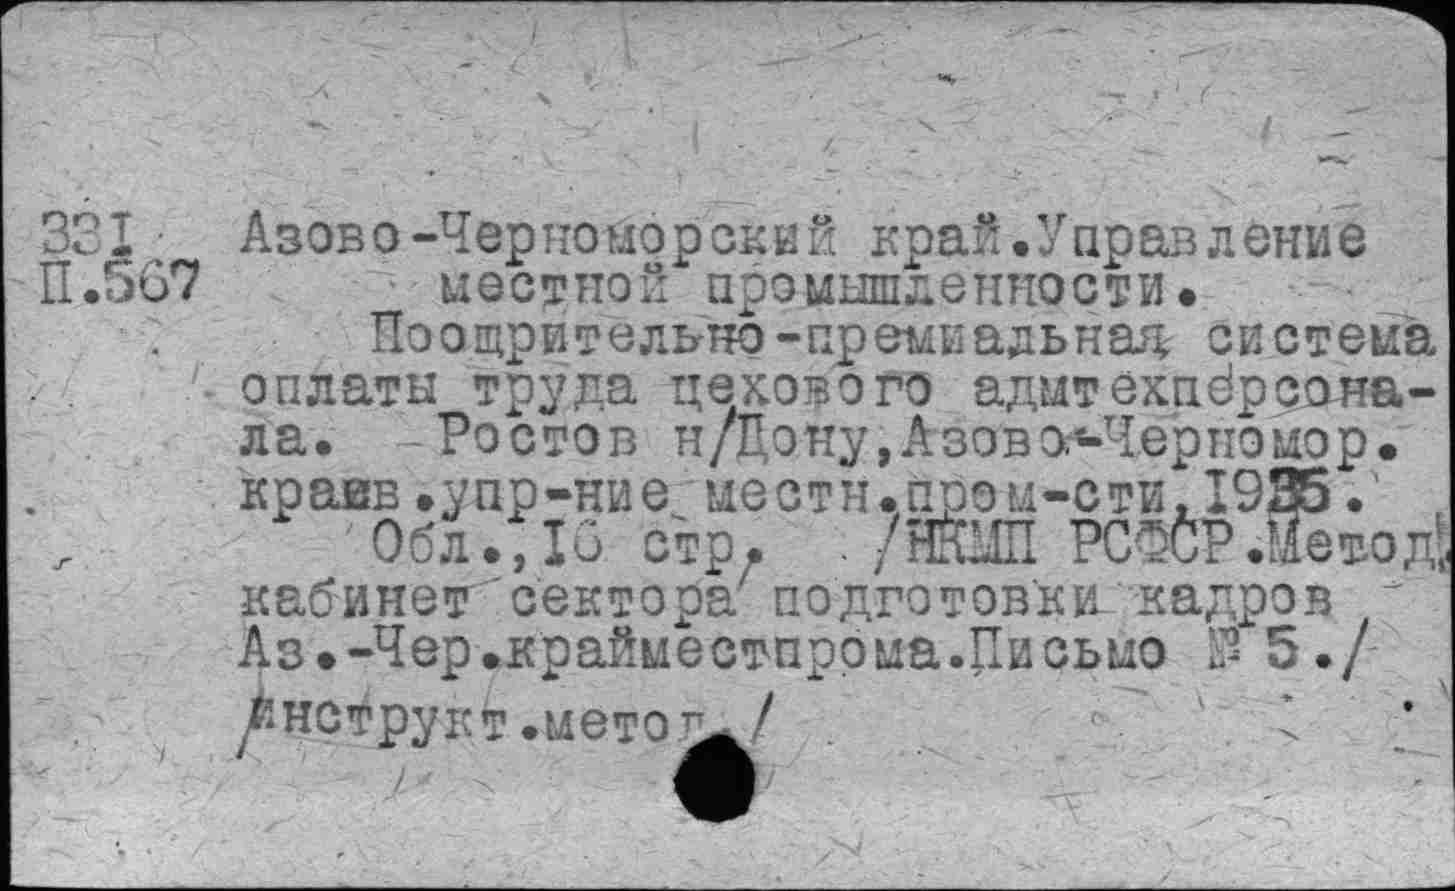 331 Азово-Черноморский край.Управление
П.567 местной промышленности.
Поощрительно-премиальная система
оплаты труда цехового адмтехперсона-
ла. - Ростов н/Дону,Азово-Черномор.
краев.упр-ние местн.пром-сти,1935.
Обл.,16 стр. /НКМП РСФСР.Метод.
кабинет сектора подготовки кадров
Аз.-Чер.крайместпрома.Письмо № 5./
/инструкт.метод./